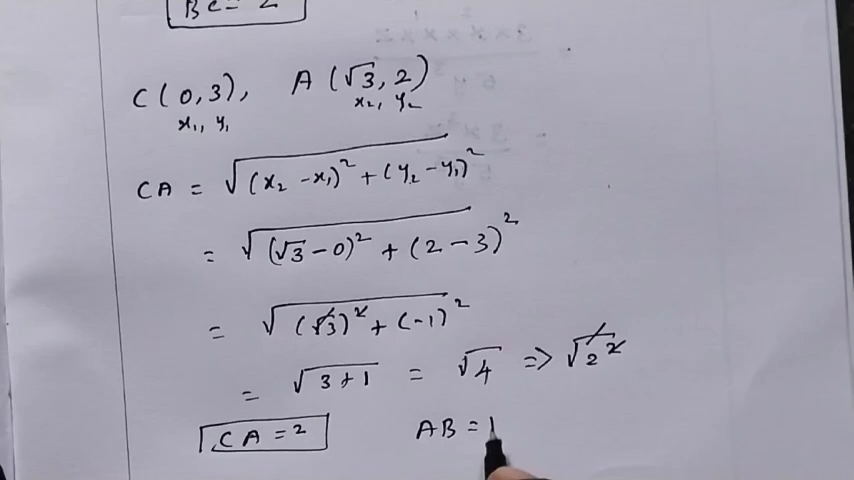 BC = 2
C(0,3), A(√3, 2)
x₁, y₁ x₂, y₂
CA = √(x₂ - x₁)² + (y₂ - y₁)²
= √(√3 - 0)² + (2 - 3)²
= √(√3)² + (-1)²
= √3+1 = √4 => √2²
CA = 2 AB =